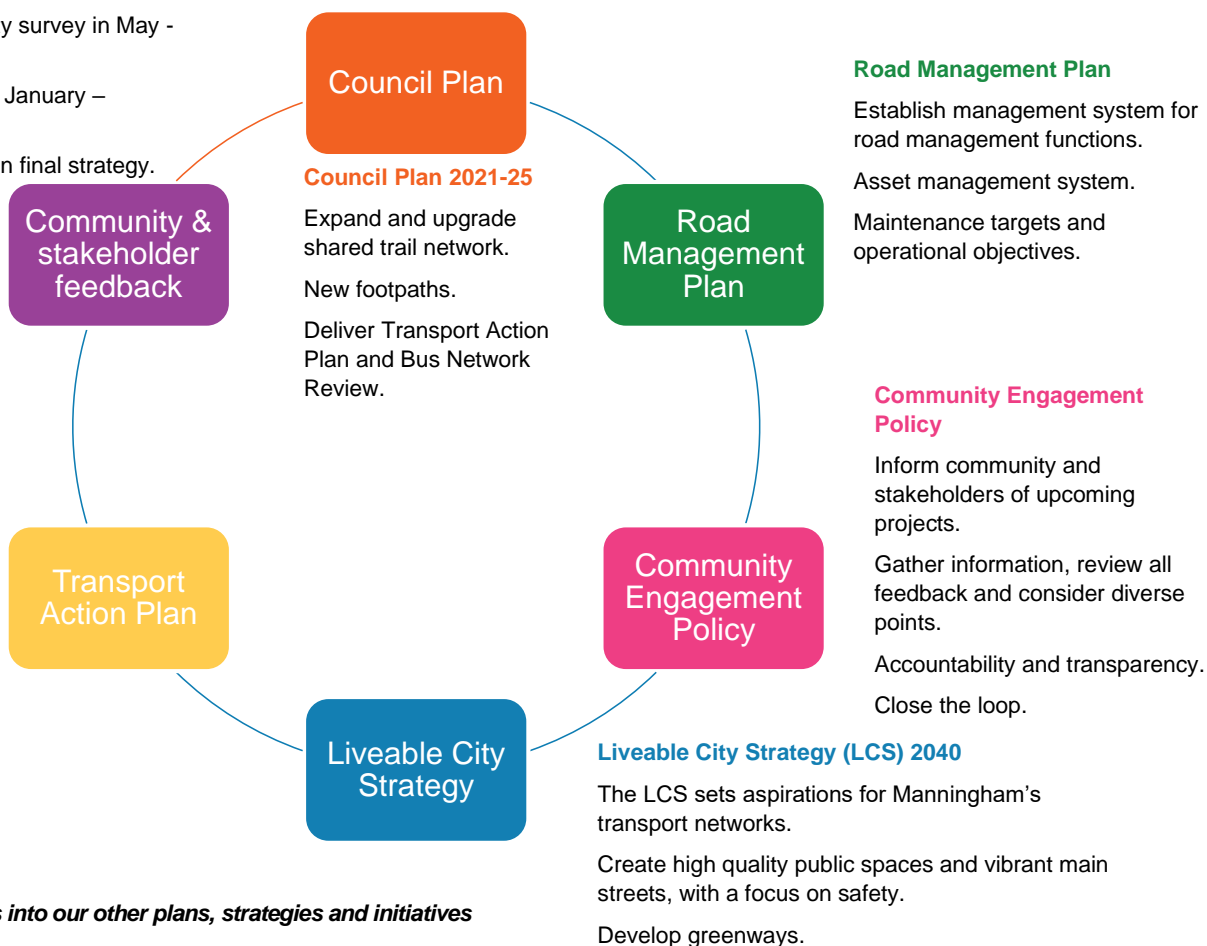 y survey in May -
January –
n final strategy.
Council Plan
Council Plan 2021-25
Expand and upgrade
shared trail network.
New footpaths.
Deliver Transport Action
Plan and Bus Network
Review.
Road
Management
Plan
Road Management Plan
Establish management system for
road management functions.
Asset management system.
Maintenance targets and
operational objectives.
Community
Engagement
Policy
Community Engagement
Policy
Inform community and
stakeholders of upcoming
projects.
Gather information, review all
feedback and consider diverse
points.
Accountability and transparency.
Close the loop.
Liveable City
Strategy
Liveable City Strategy (LCS) 2040
The LCS sets aspirations for Manningham's
transport networks.
Create high quality public spaces and vibrant main
streets, with a focus on safety.
Develop greenways.
Transport
Action Plan
Community &
stakeholder
feedback
s into our other plans, strategies and initiatives